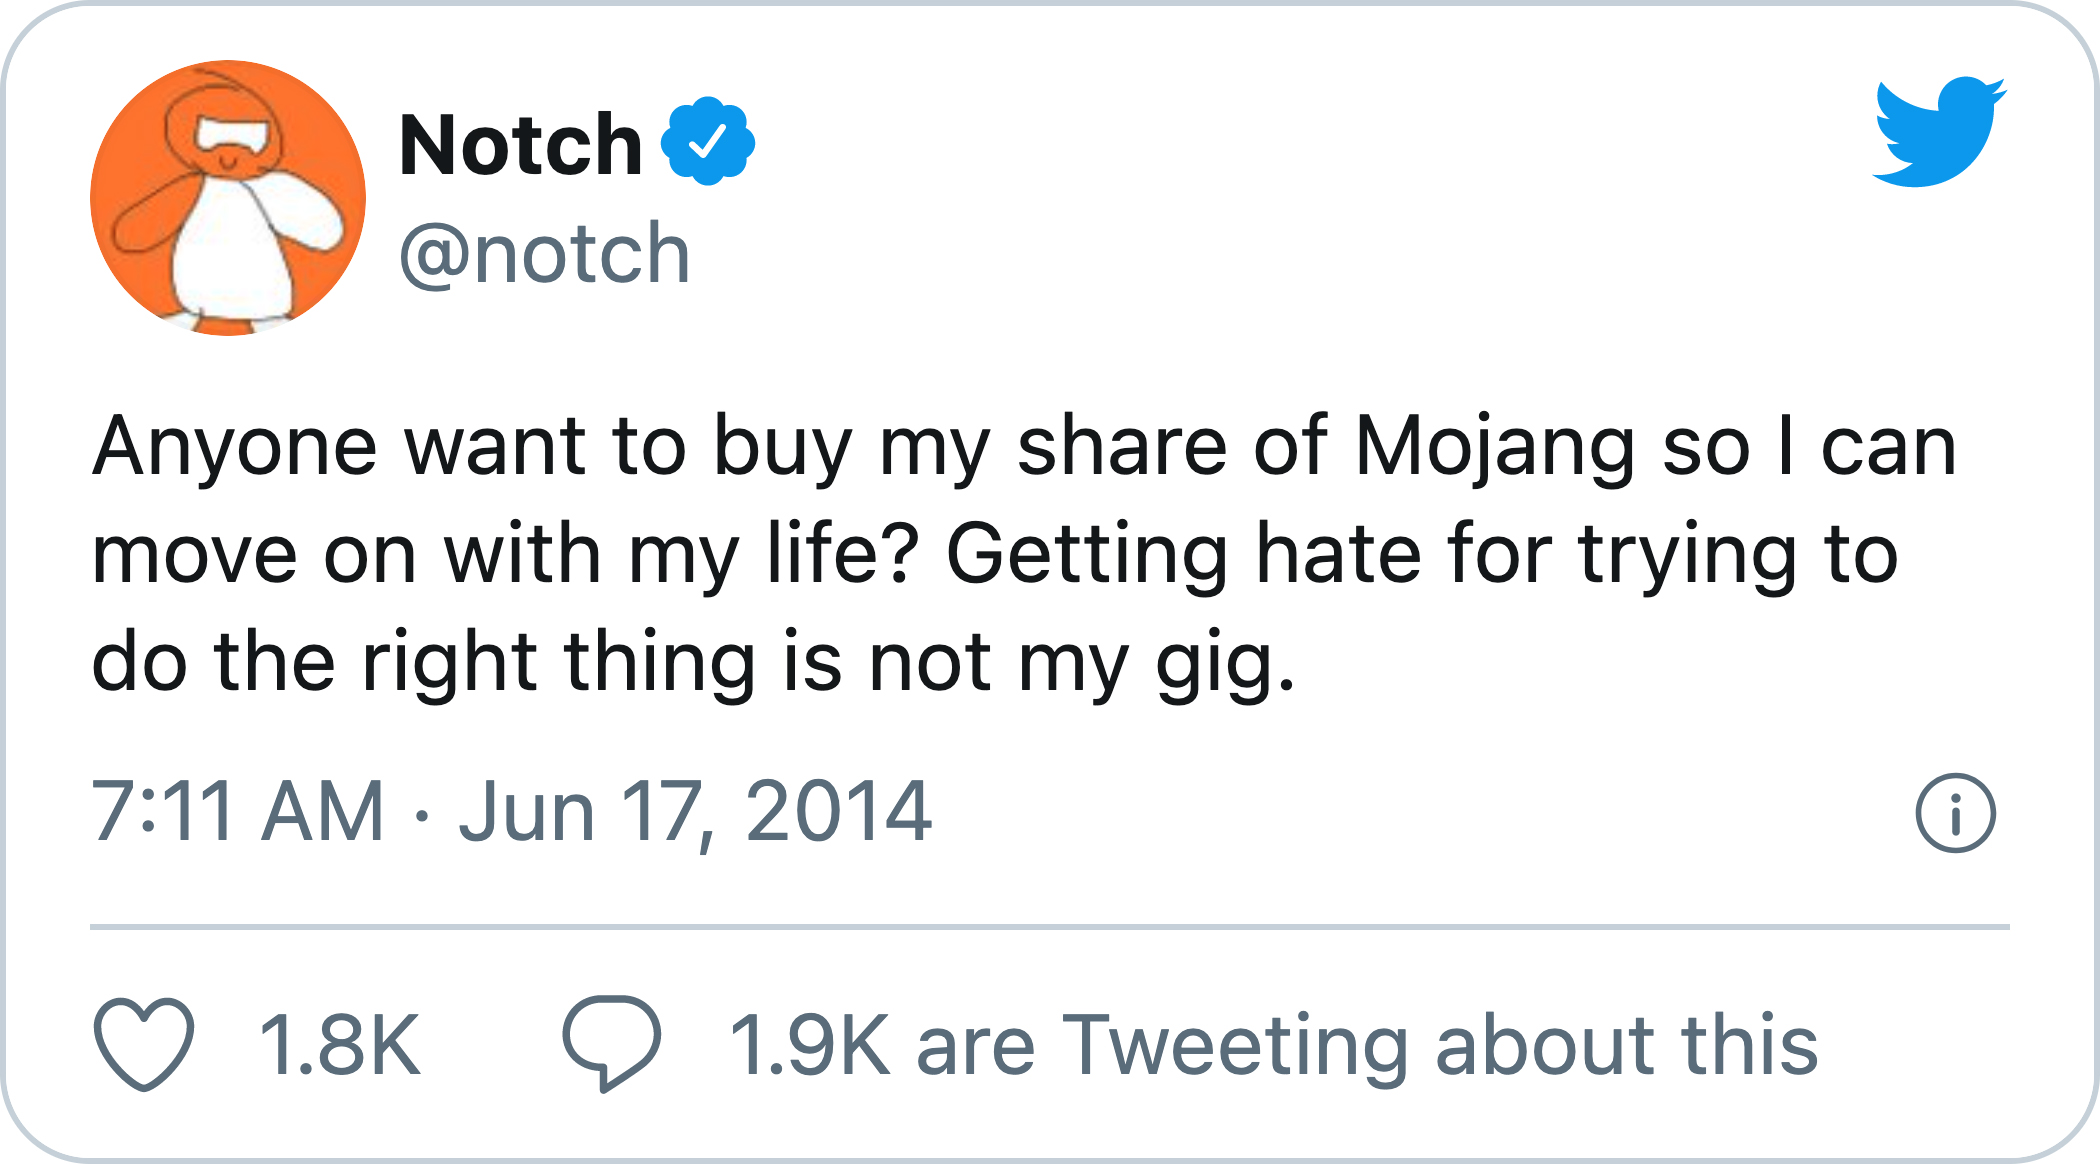 Notch
@notch
Anyone want to buy my share of Mojang so I can
move on with my life? Getting hate for trying to
do the right thing is not my gig.
7:11 AM · Jun 17, 2014
1.8K 1.9K are Tweeting about this